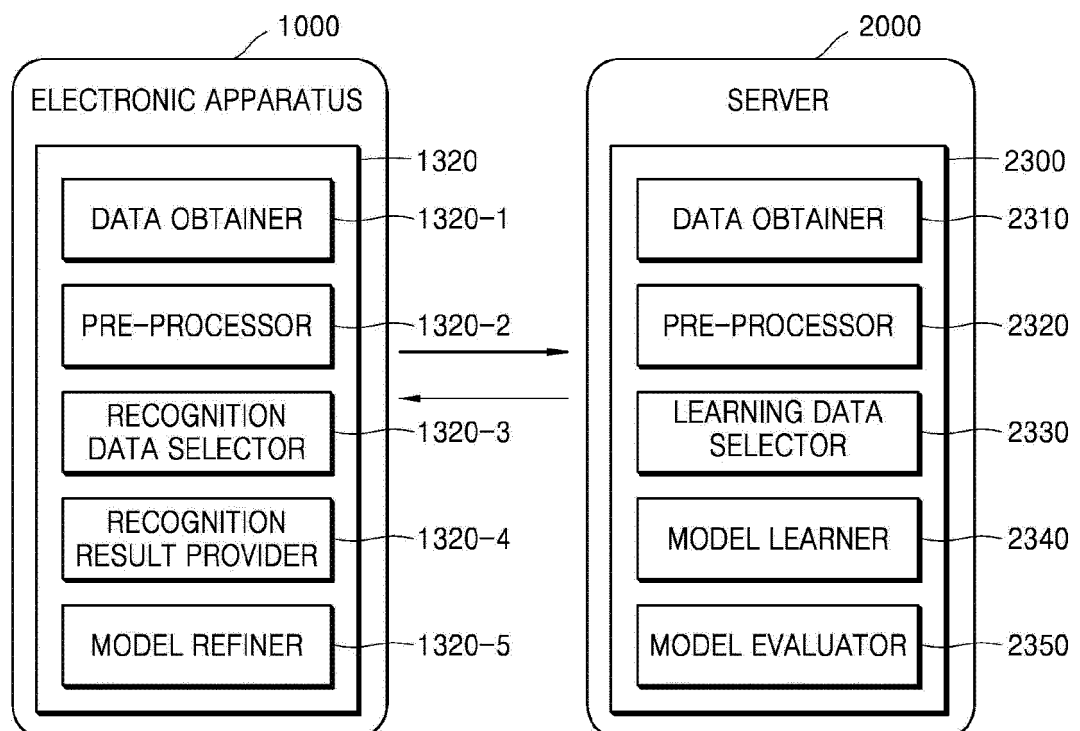 1000
ELECTRONIC APPARATUS
1320
DATA OBTAINER
1320-1
PRE-PROCESSOR
1320-2
RECOGNITION
DATA SELECTOR
1320-3
RECOGNITION
RESULT PROVIDER
1320-4
MODEL REFINER
1320-5
2000
SERVER
2300
DATA OBTAINER
2310
PRE-PROCESSOR
2320
LEARNING DATA
SELECTOR
2330
MODEL LEARNER
2340
MODEL EVALUATOR
2350